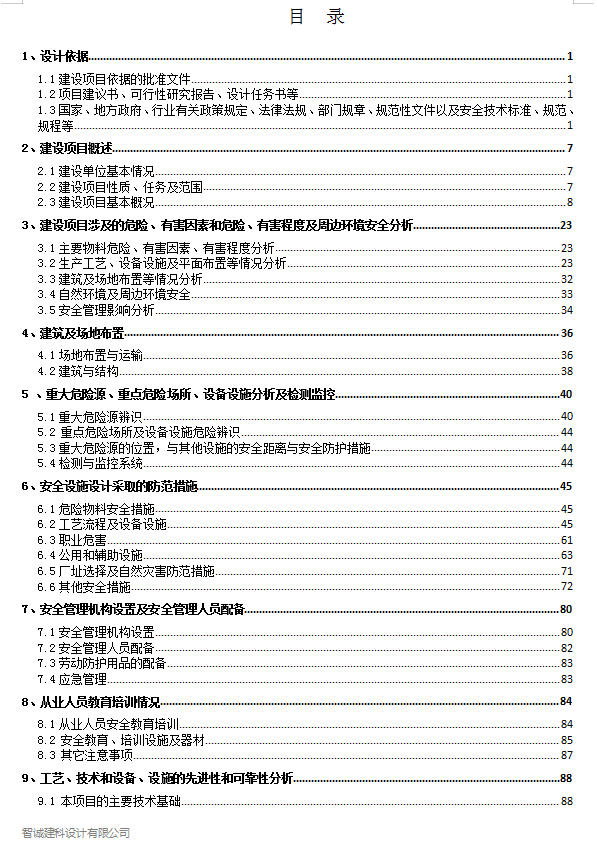 目 录
1、设计依据 1
1.1 建设项目依据的批准文件 1
1.2 项目建议书、可行性研究报告、设计任务书等 1
1.3 国家、地方政府、行业有关政策规定、法律法规、部门规章、规范性文件以及安全技术标准、规范、
规程等 1
2、建设项目概述 7
2.1 建设单位基本情况 7
2.2 建设项目性质、任务及范围 7
2.3 建设项目基本概况 8
3、建设项目涉及的危险、有害因素和危险、有害程度及周边环境安全分析 23
3.1 主要物料危险、有害因素、有害程度分析 23
3.2 生产工艺、设备设施及平面布置等情况分析 23
3.3 建筑及场地布置等情况分析 32
3.4 自然环境及周边环境安全 33
3.5 安全管理影响分析 34
4、建筑及场地布置 36
4.1 场地布置与运输 36
4.2 建筑与结构 38
5 、重大危险源、重点危险场所、设备设施分析及检测监控 40
5.1 重大危险源辨识 40
5.2 重点危险场所及设备设施危险辨识 44
5.3 重大危险源的位置，与其他设施的安全距离与安全防护措施 44
5.4 检测与监控系统 44
6、安全设施设计采取的防范措施 45
6.1 危险物料安全措施 45
6.2 工艺流程及设备设施 45
6.3 职业危害 61
6.4 公用和辅助设施 63
6.5 厂址选择及自然灾害防范措施 71
6.6 其他安全措施 72
7、安全管理机构设置及安全管理人员配备 80
7.1 安全管理机构设置 80
7.2 安全管理人员配备 82
7.3 劳动防护用品的配备 83
7.4 应急管理 83
8、从业人员教育培训情况 84
8.1 从业人员安全教育培训 84
8.2 安全教育、培训设施及器材 85
8.3 其它注意事项 87
9、工艺、技术和设备、设施的先进性和可靠性分析 88
9.1 本项目的主要技术基础 88
智诚建科设计有限公司